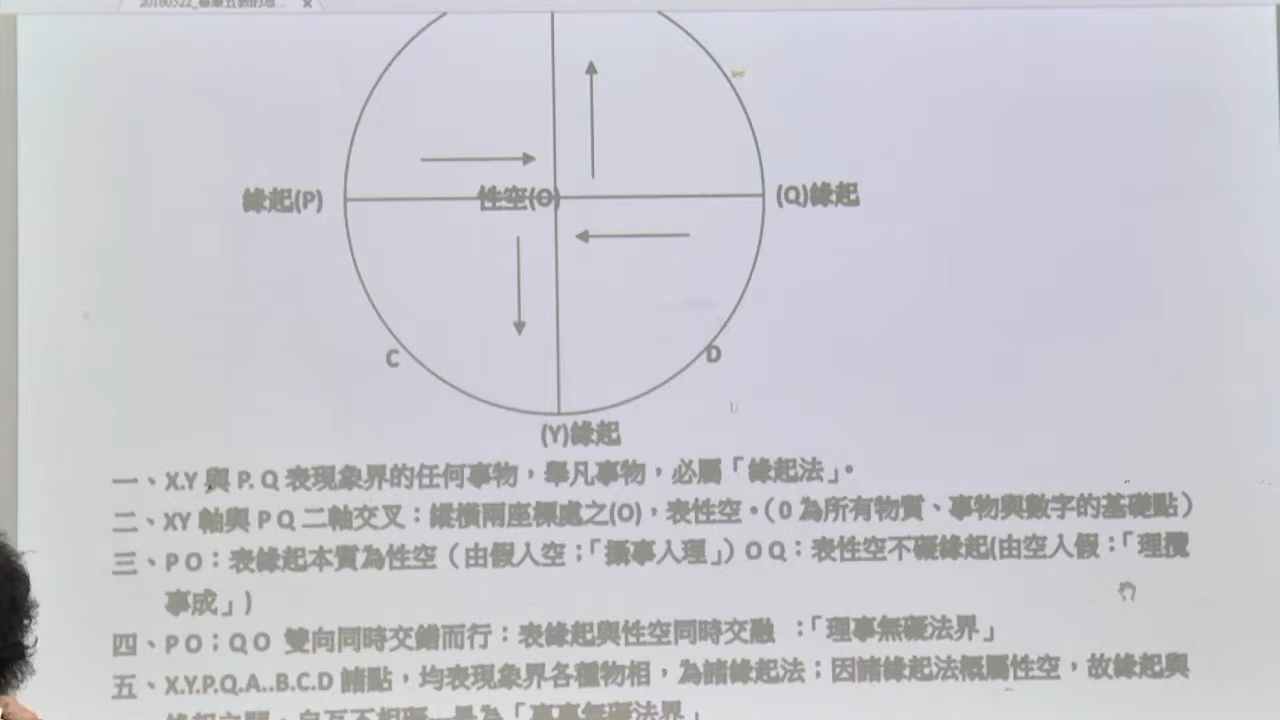 緣起(P)
性空(O)
(Q)緣起
C
D
(Y)緣起
一、X.Y 與 P. Q 表現象界的任何事物，舉凡事物，必屬「緣起法」。
二、XY 軸與 P Q 二軸交叉：縱橫兩座標處之(O)，表性空。（0 為所有物質、事物與數字的基礎點）
三、P O：表緣起本質為性空（由假入空；「攝事入理」）O Q：表性空不礙緣起(由空入假：「理攬
事成」)
四、P O；Q O 雙向同時交錯而行：表緣起與性空同時交融 ：「理事無礙法界」
五、X.Y.P.Q.A..B.C.D 諸點，均表現象界各種物相，為諸緣起法；因諸緣起法概屬性空，故緣起與
「事事無礙法界」